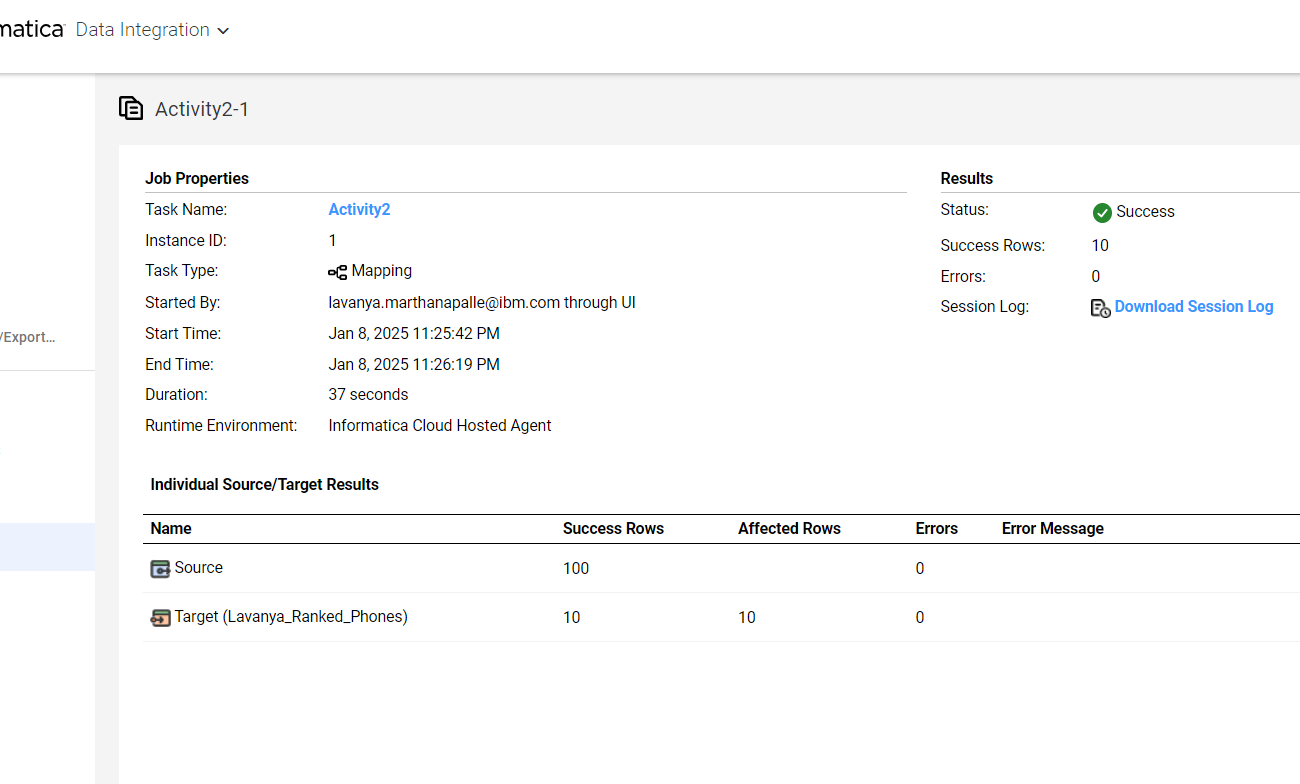 matica Data Integration
/Export...
Activity2-1
Job Properties
Task Name: Activity2
Instance ID: 1
Task Type: Mapping
Started By: lavanya.marthanapalle@ibm.com through UI
Start Time: Jan 8, 2025 11:25:42 PM
End Time: Jan 8, 2025 11:26:19 PM
Duration: 37 seconds
Runtime Environment: Informatica Cloud Hosted Agent
Results
Status: Success
Success Rows: 10
Errors: 0
Session Log: Download Session Log
Individual Source/Target Results
Name Success Rows Affected Rows Errors Error Message
Source 100 0
Target (Lavanya_Ranked_Phones) 10 10 0